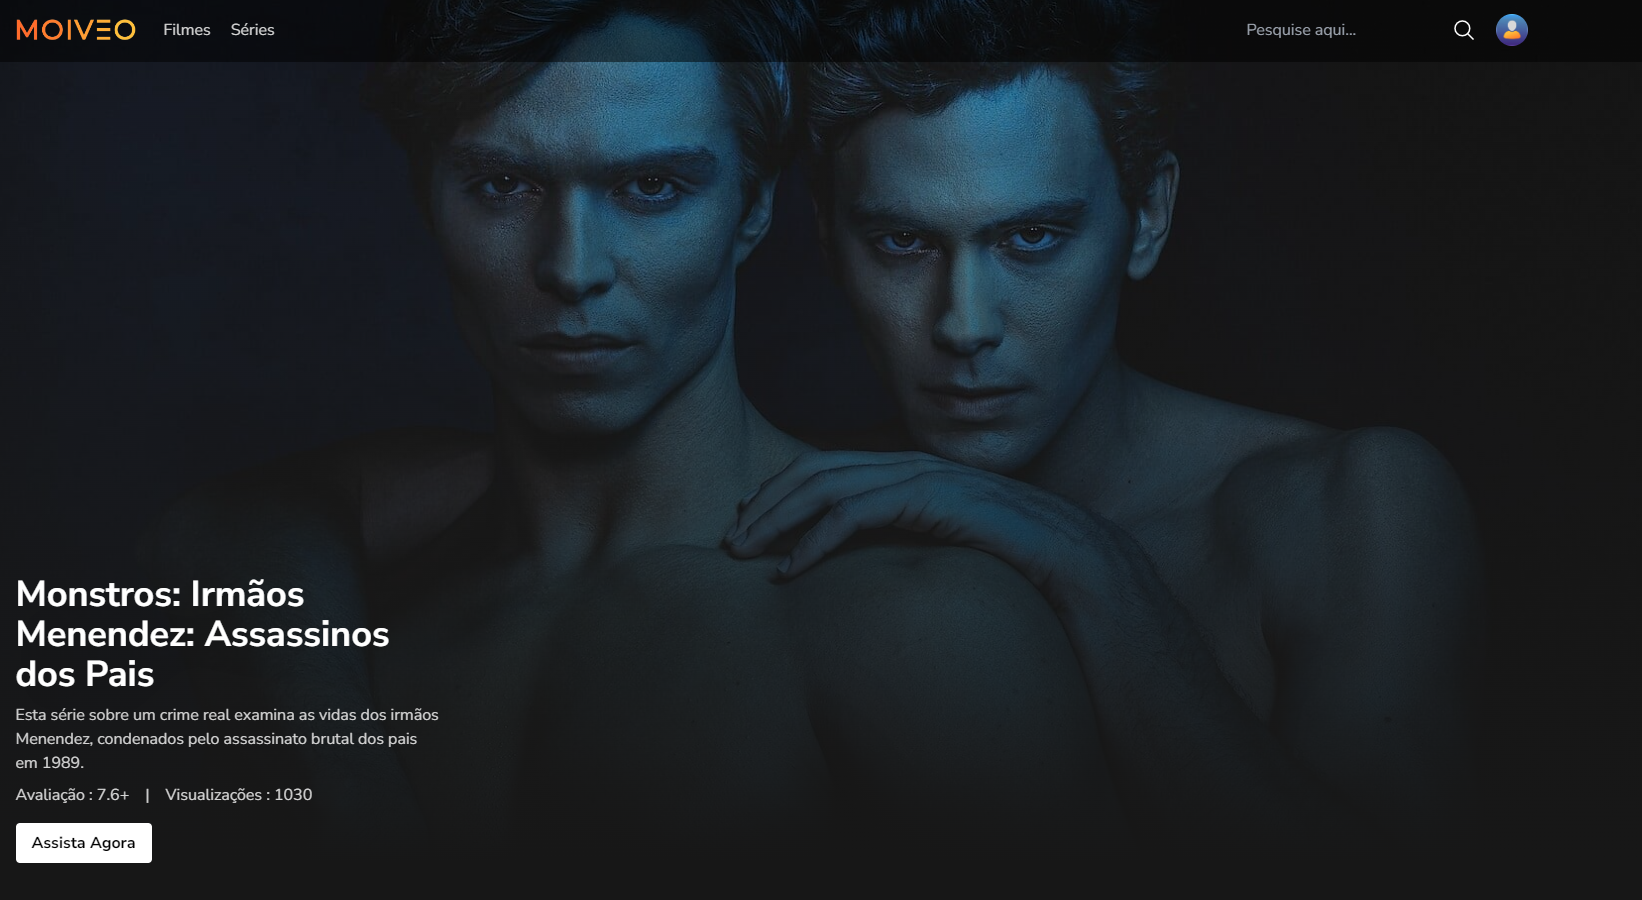 MOIVEO Filmes Séries Pesquise aqui...
Monstros: Irmãos
Menendez: Assassinos
dos Pais
Esta série sobre um crime real examina as vidas dos irmãos
Menendez, condenados pelo assassinato brutal dos pais
em 1989.
Avaliação : 7.6+ | Visualizações : 1030
Assista Agora